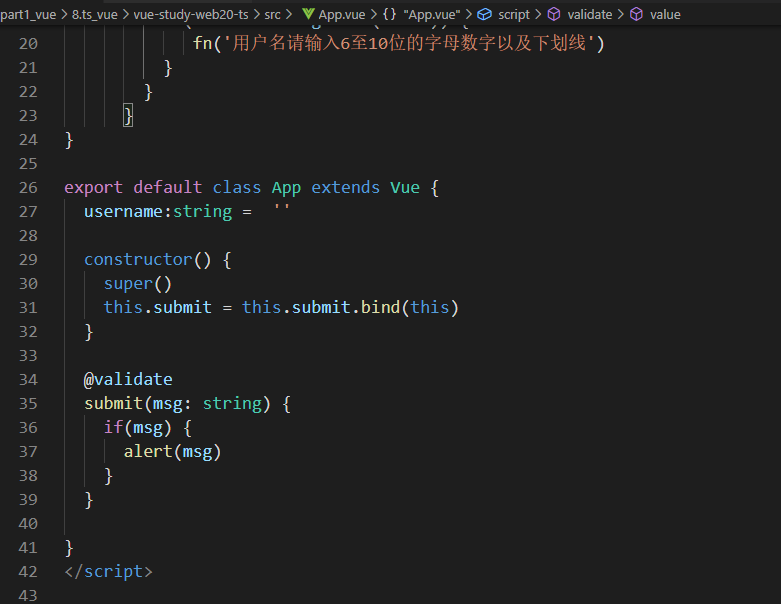 part1_vue > 8.ts_vue > vue-study-web20-ts > src > App.vue > {} "App.vue" > script > validate > value
20 fn('用户名请输入6至10位的字母数字以及下划线')
21 }
22 }
23 }
24 }
25
26 export default class App extends Vue {
27 username:string = ''
28
29 constructor() {
30 super()
31 this.submit = this.submit.bind(this)
32 }
33
34 @validate
35 submit(msg: string) {
36 if(msg) {
37 alert(msg)
38 }
39 }
40
41 }
42 </script>
43